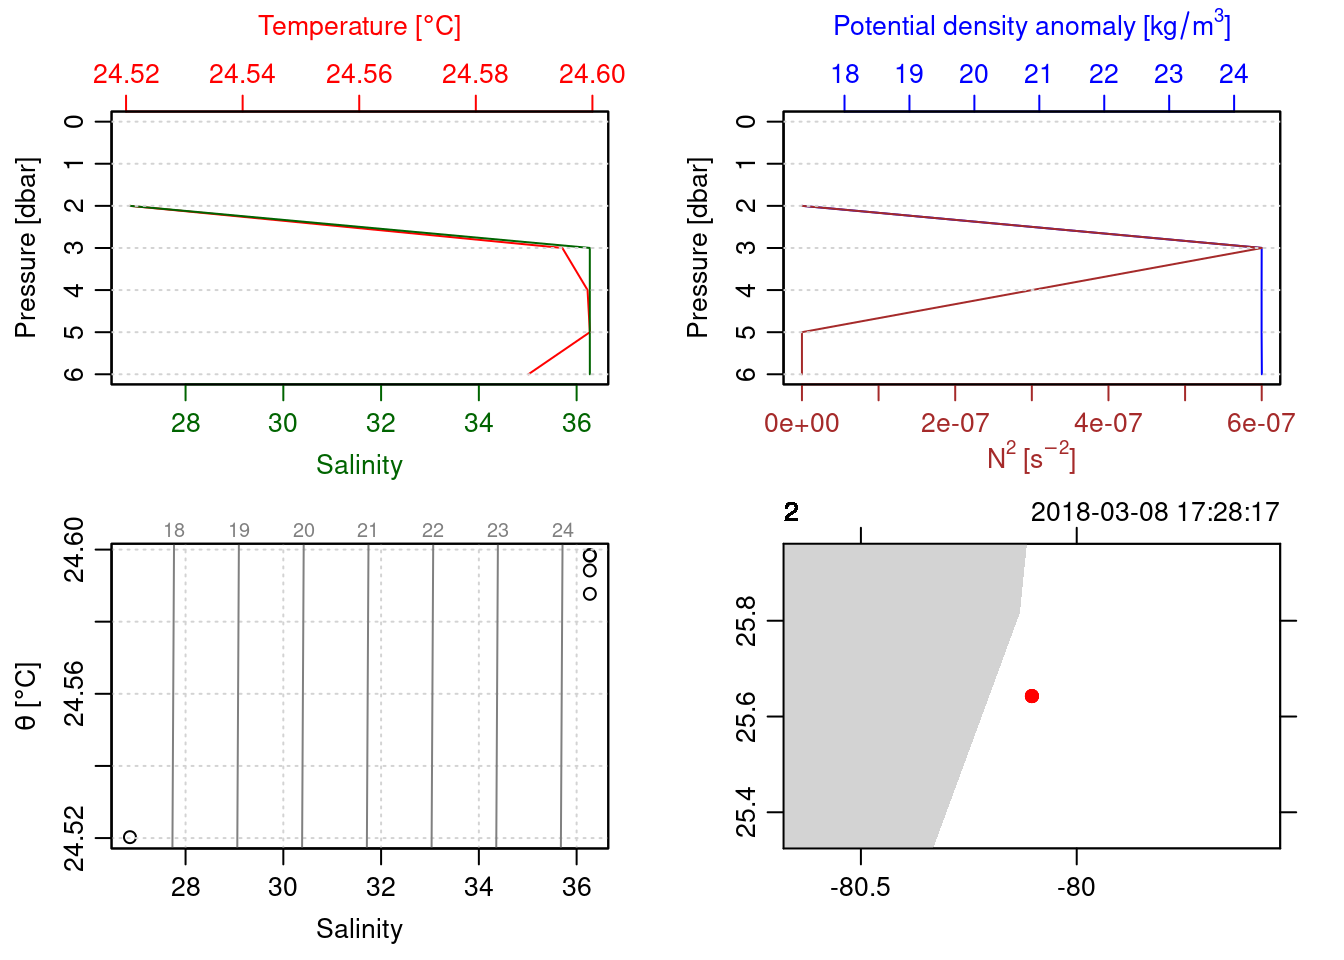 Temperature [°C]
24.52 24.54 24.56 24.58 24.60
Pressure [dbar]
0
1
2
3
4
5
6
28 30 32 34 36
Salinity
Potential density anomaly [kg/m³]
18 19 20 21 22 23 24
Pressure [dbar]
0
1
2
3
4
5
6
0e+00 2e-07 4e-07 6e-07
N² [s⁻²]
18 19 20 21 22 23 24
θ [°C]
24.60
24.56
24.52
28 30 32 34 36
Salinity
2 2018-03-08 17:28:17
25.8
25.6
25.4
-80.5 -80